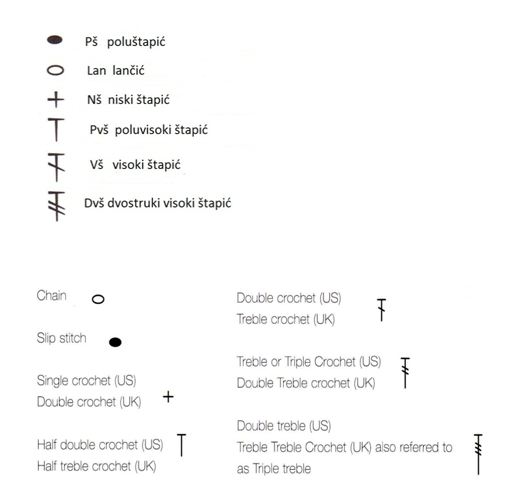 Pš poluštapić
Lan lančić
Nš niski štapić
Pvš poluvisoki štapić
Vš visoki štapić
Dvš dvostruki visoki štapić
Chain
Slip stitch
Single crochet (US)
Double crochet (UK)
Half double crochet (US)
Half treble crochet (UK)
Double crochet (US)
Treble crochet (UK)
Treble or Triple Crochet (US)
Double Treble crochet (UK)
Double treble (US)
Treble Treble Crochet (UK) also referred to
as Triple treble